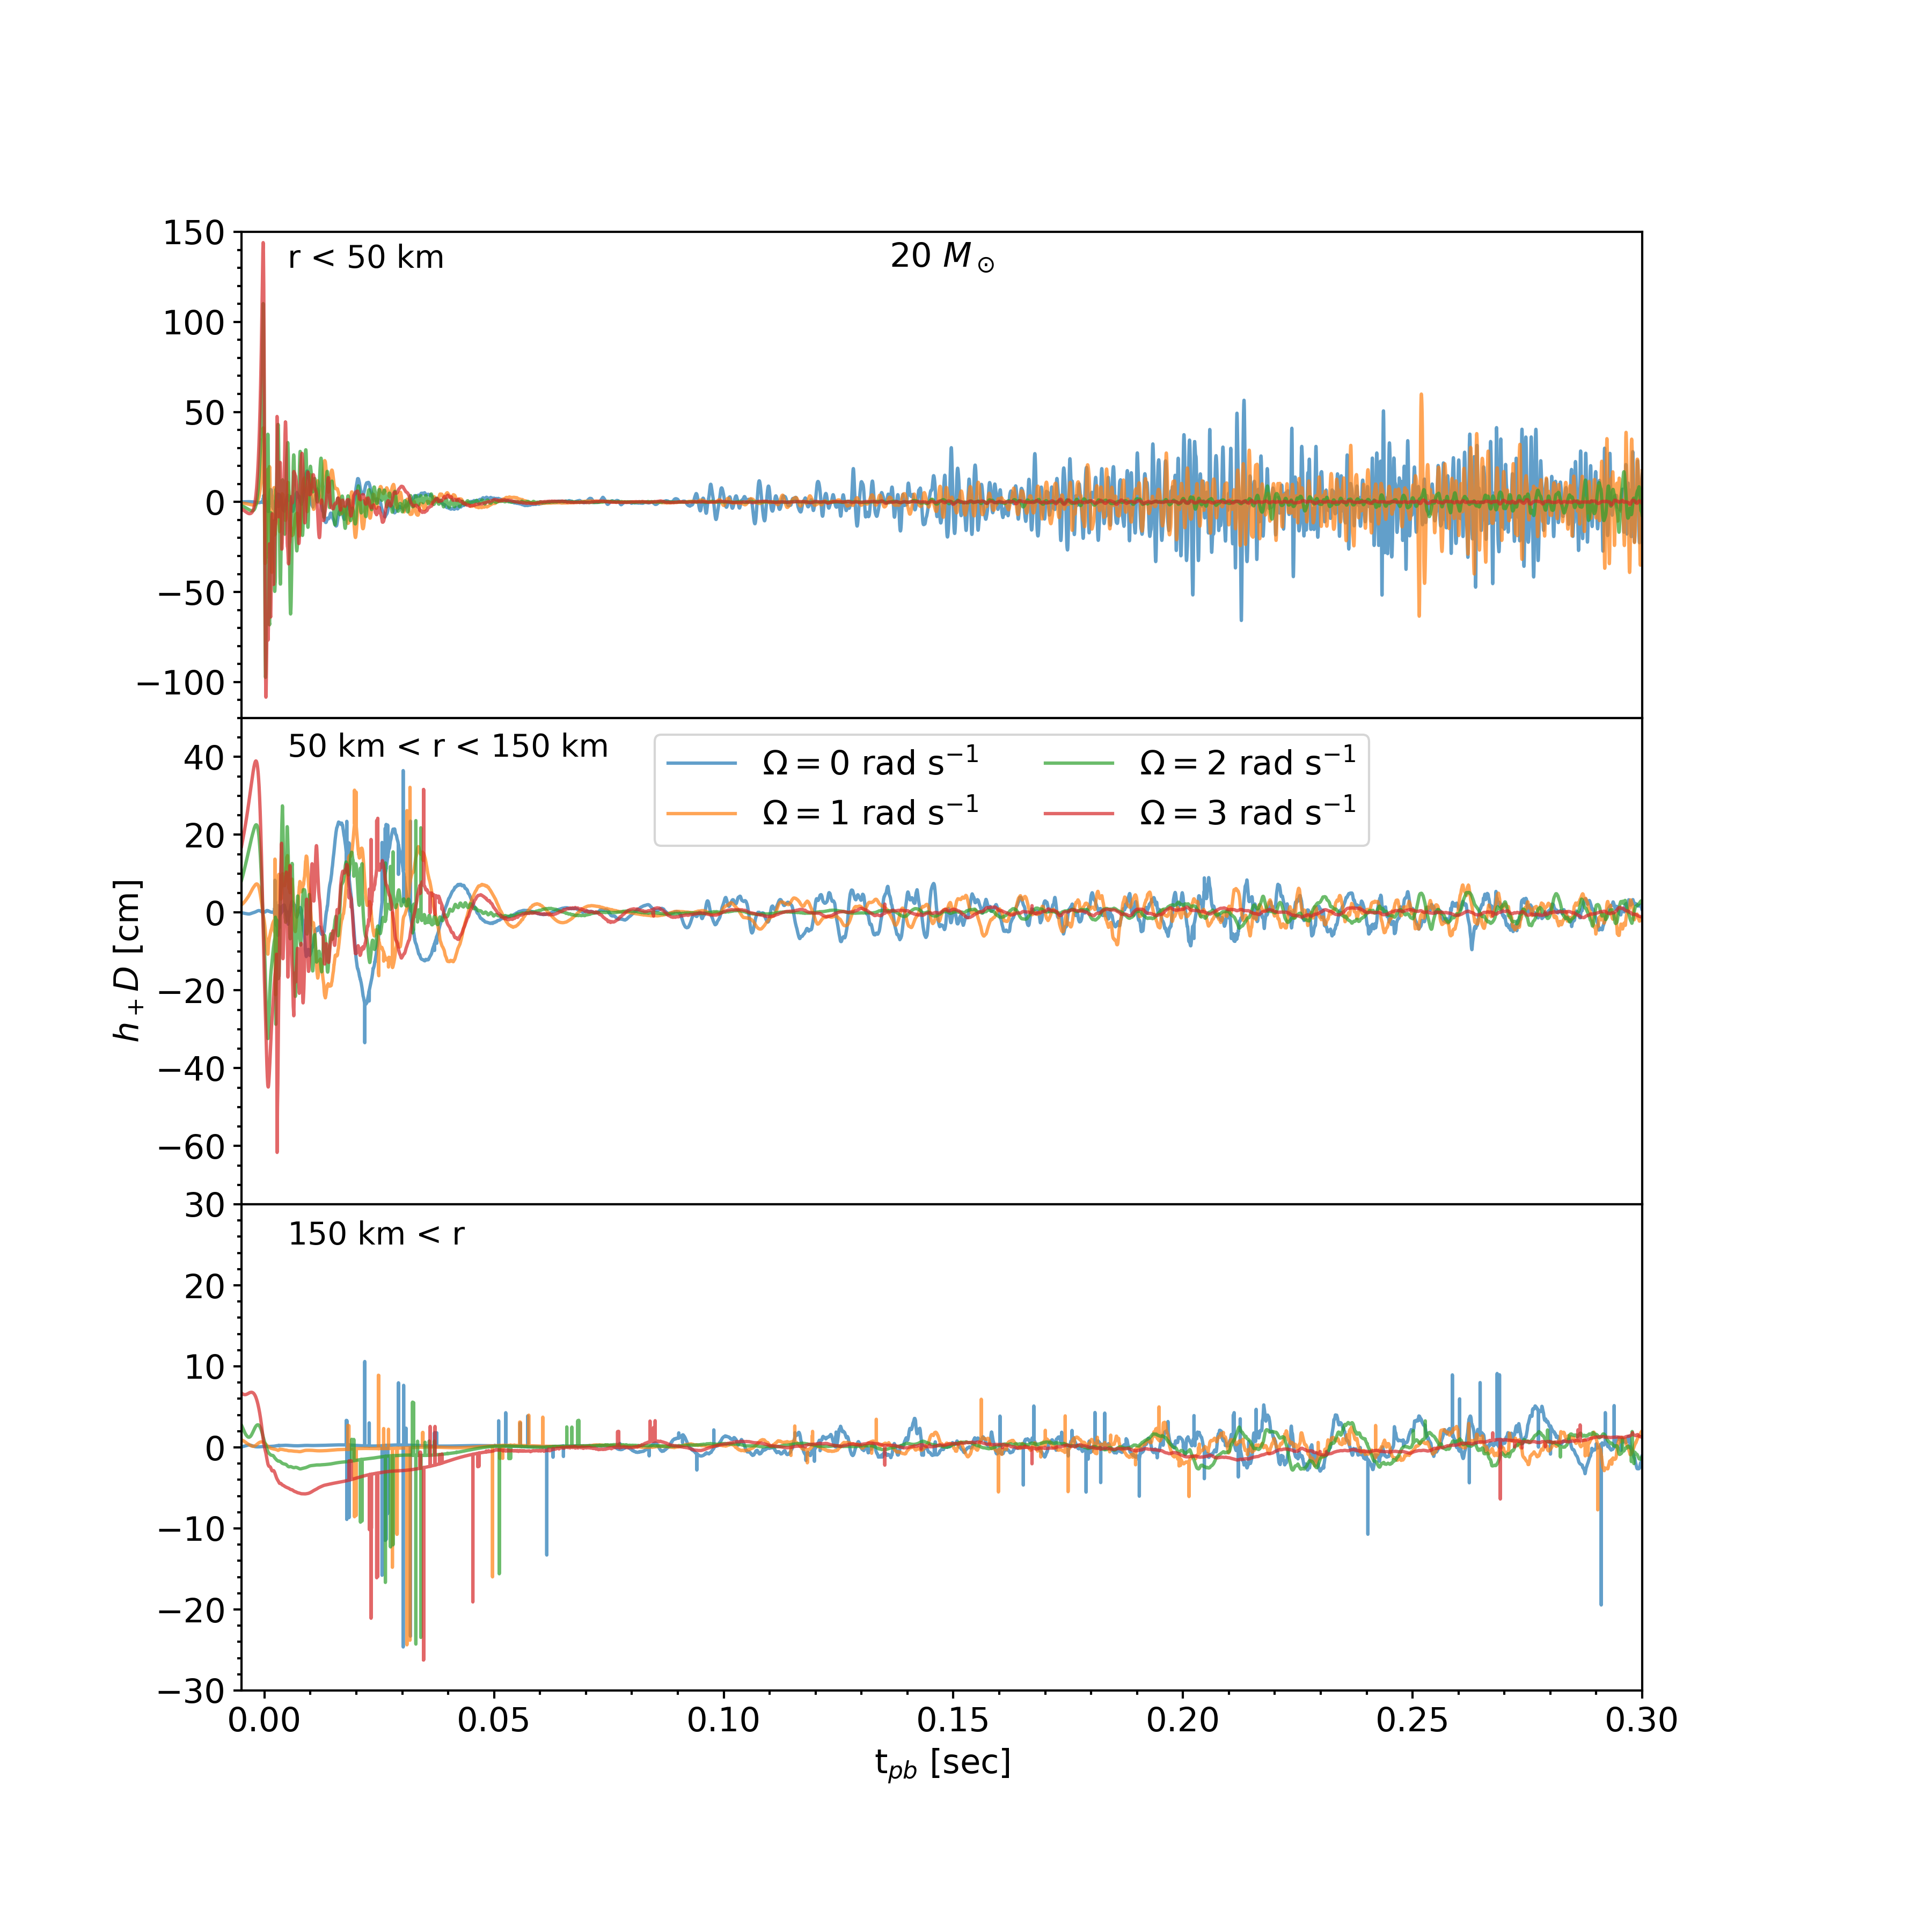 r < 50 km
20 M⊙
150
100
50
0
−50
−100
50 km < r < 150 km
Ω = 0 rad s⁻¹
Ω = 2 rad s⁻¹
Ω = 1 rad s⁻¹
Ω = 3 rad s⁻¹
40
20
0
−20
−40
−60
h₊D [cm]
150 km < r
30
20
10
0
−10
−20
−30
0.00 0.05 0.10 0.15 0.20 0.25 0.30
t_pb [sec]